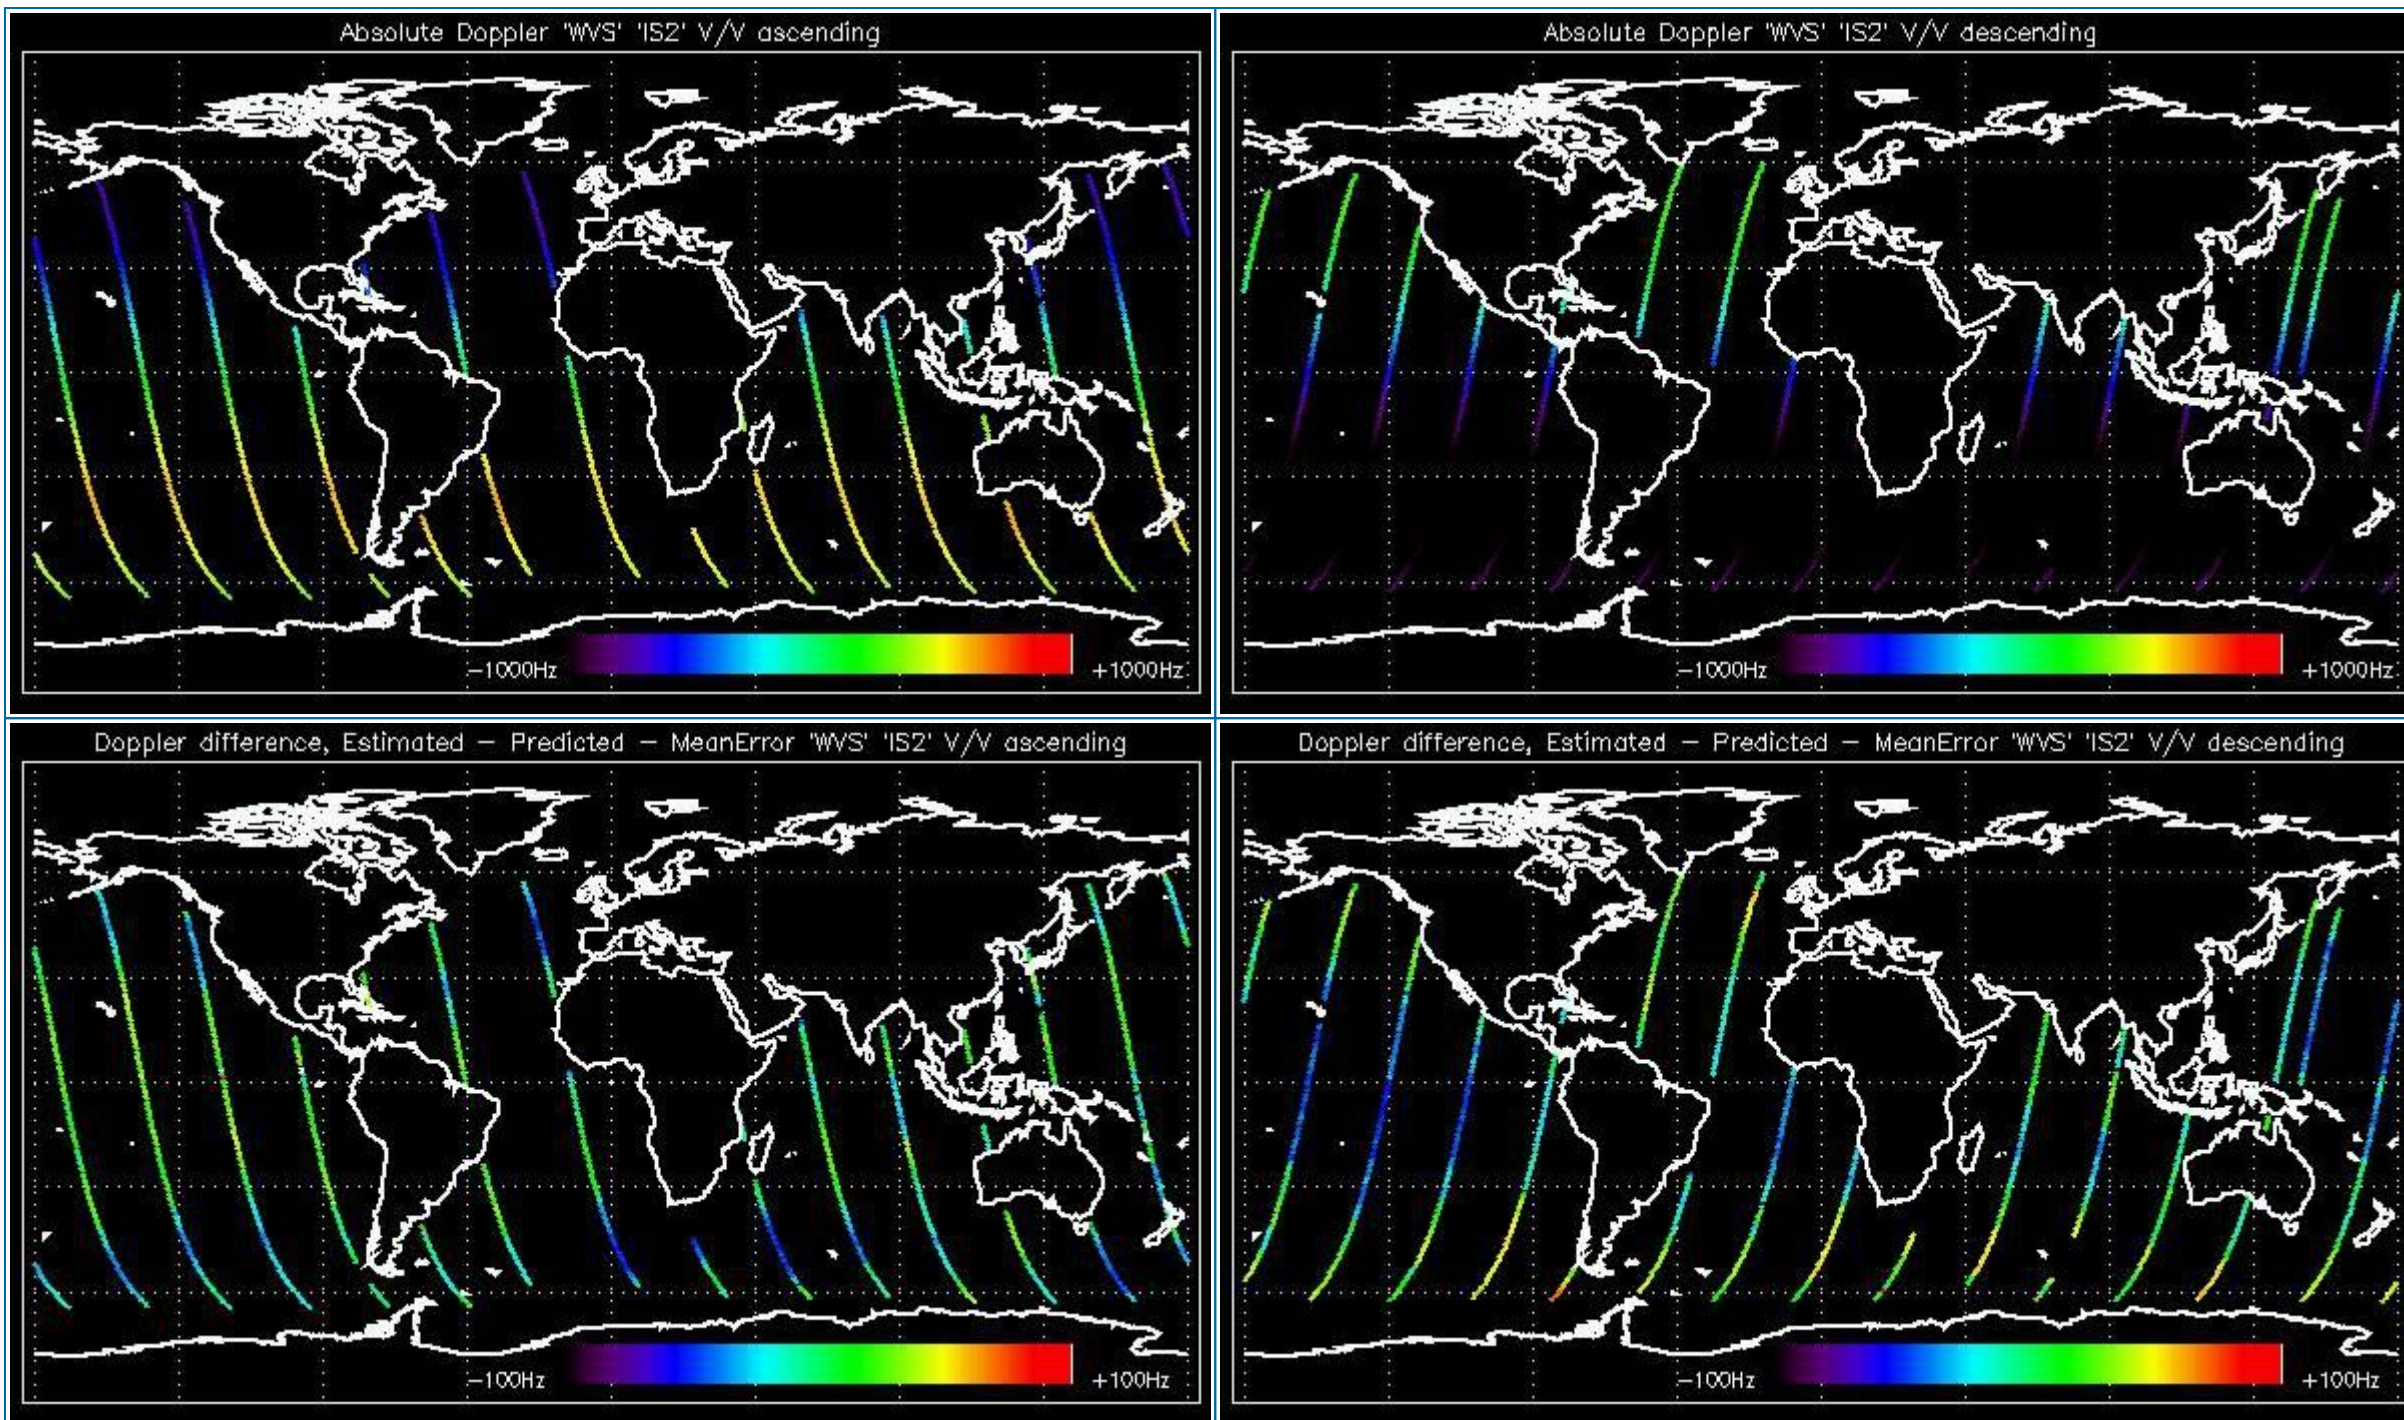 Absolute Doppler 'WVS' 'IS2' V/V ascending
−1000Hz
+1000Hz
Absolute Doppler 'WVS' 'IS2' V/V descending
−1000Hz
+1000Hz
Doppler difference, Estimated − Predicted − MeanError 'WVS' 'IS2' V/V ascending
−100Hz
+100Hz
Doppler difference, Estimated − Predicted − MeanError 'WVS' 'IS2' V/V descending
−100Hz
+100Hz